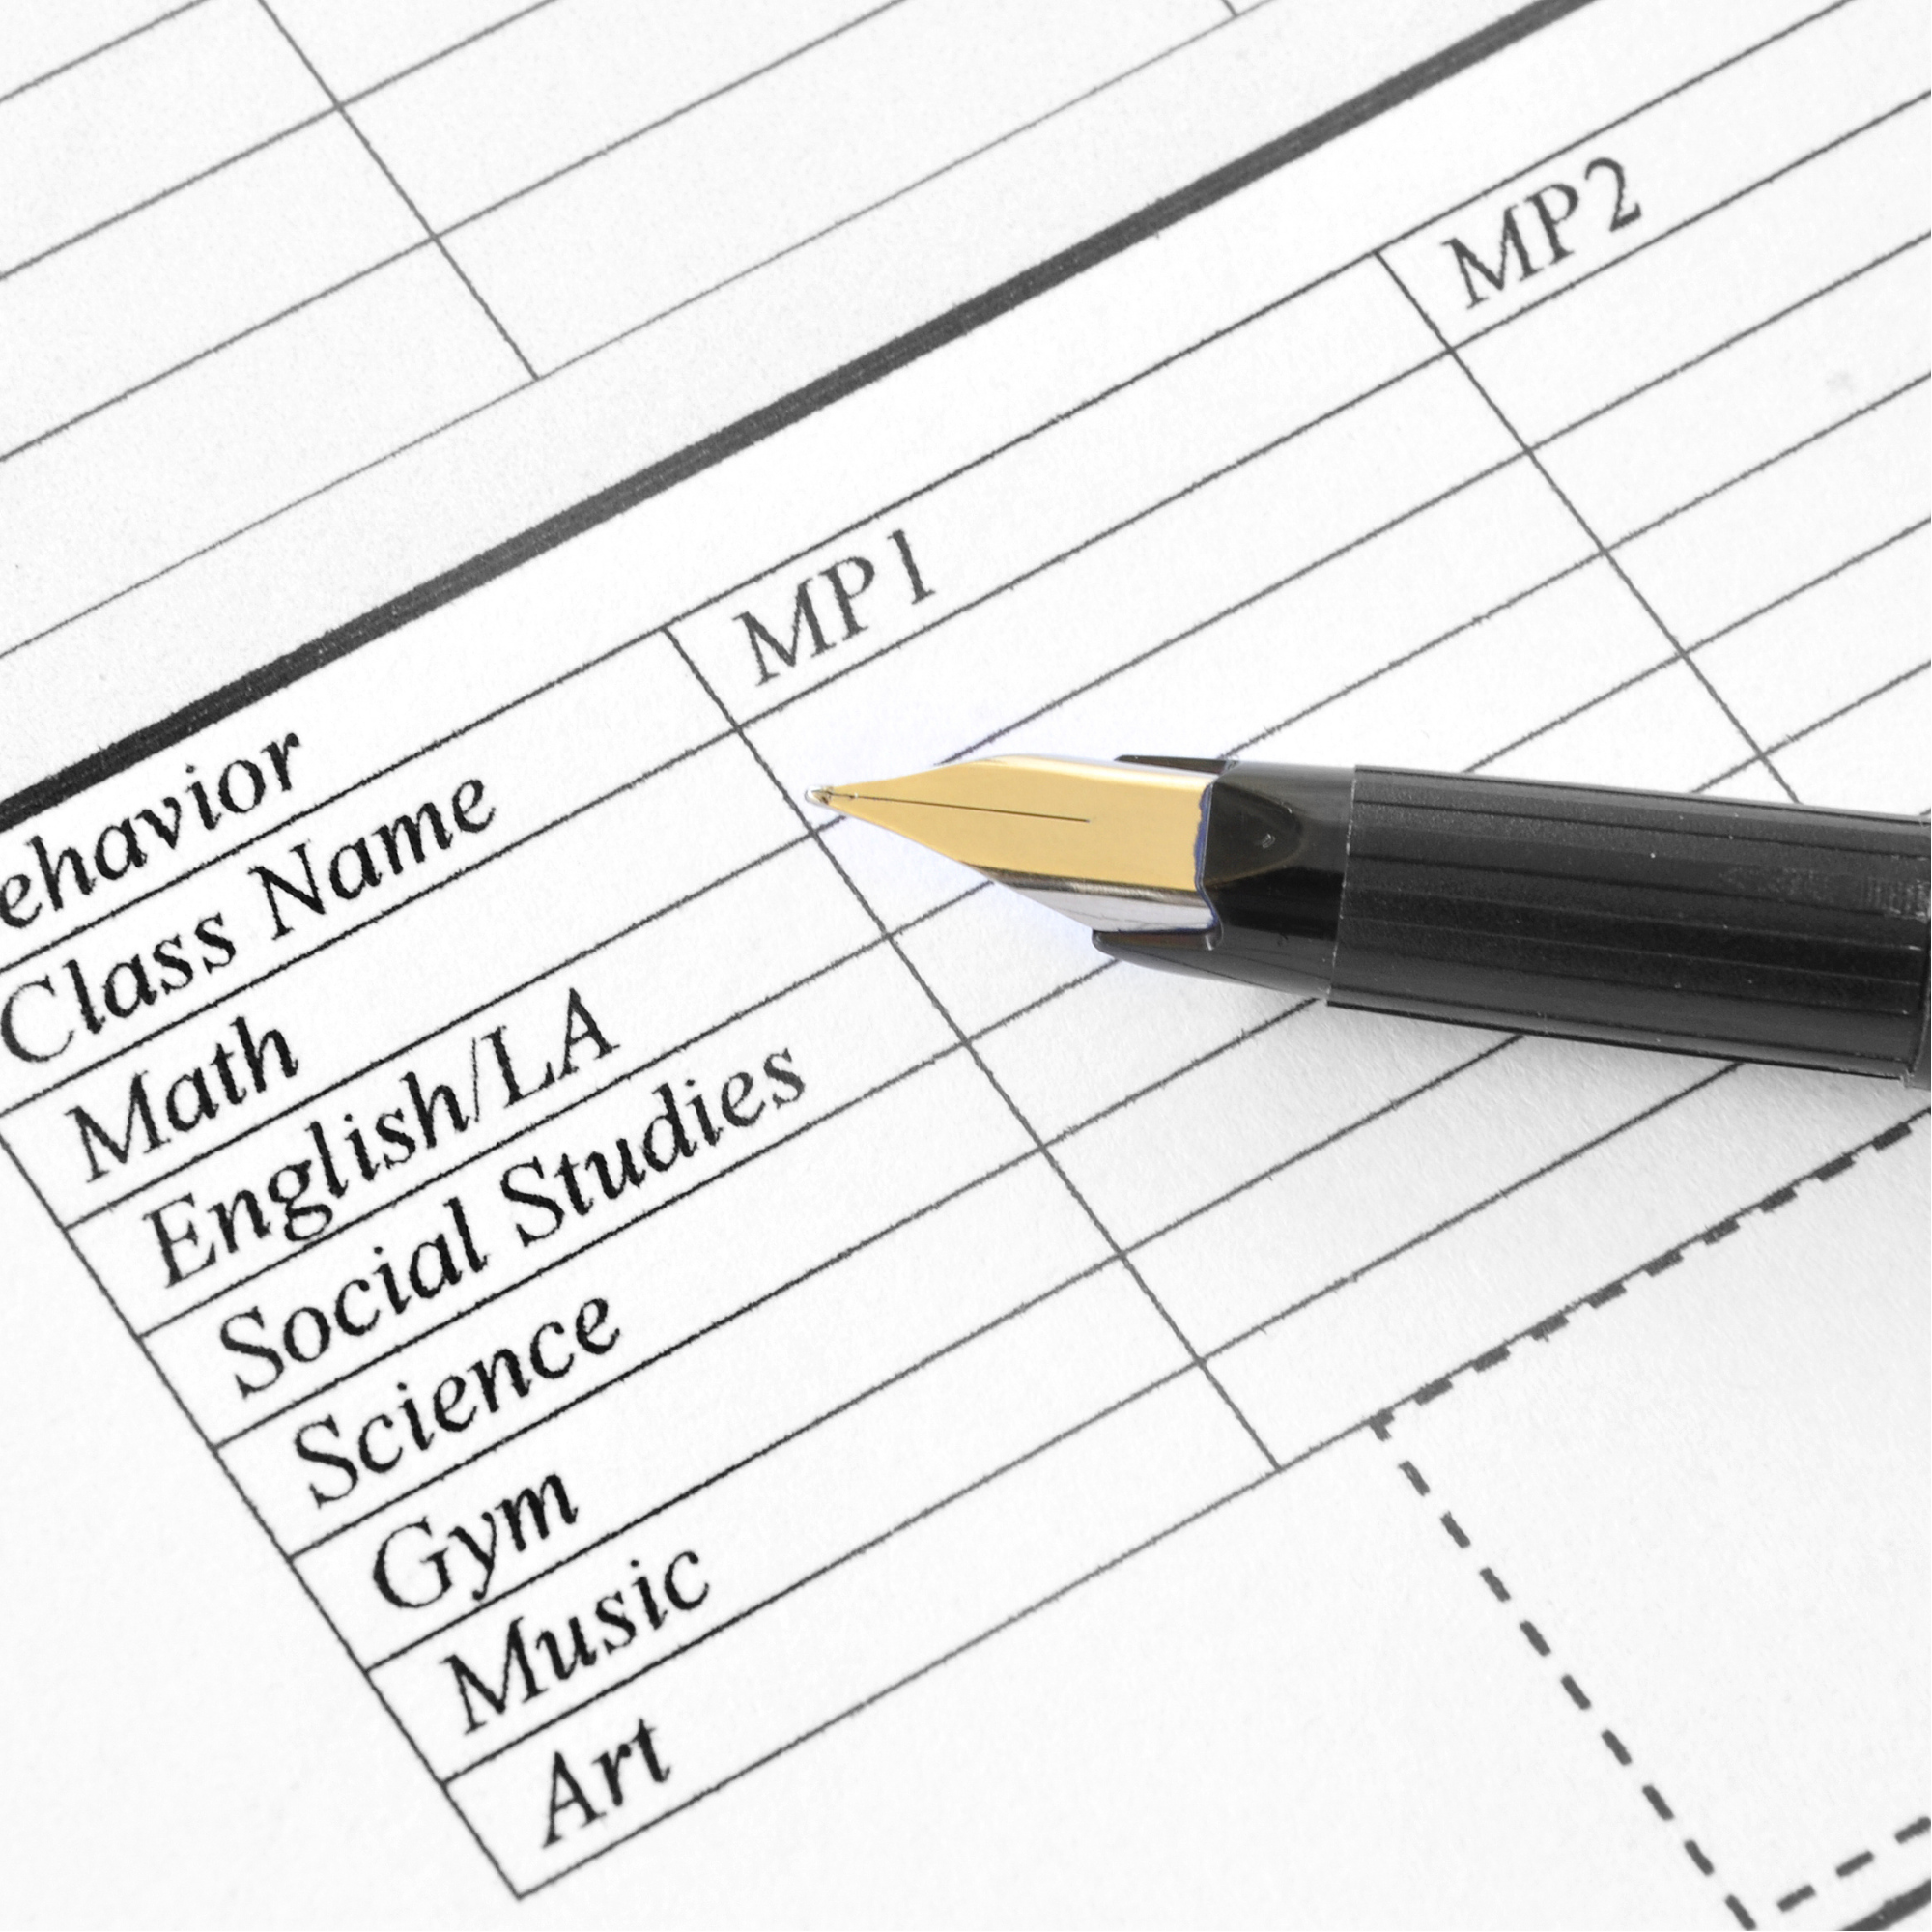 ehavior
Class Name MP1 MP2
Math
English/LA
Social Studies
Science
Gym
Music
Art